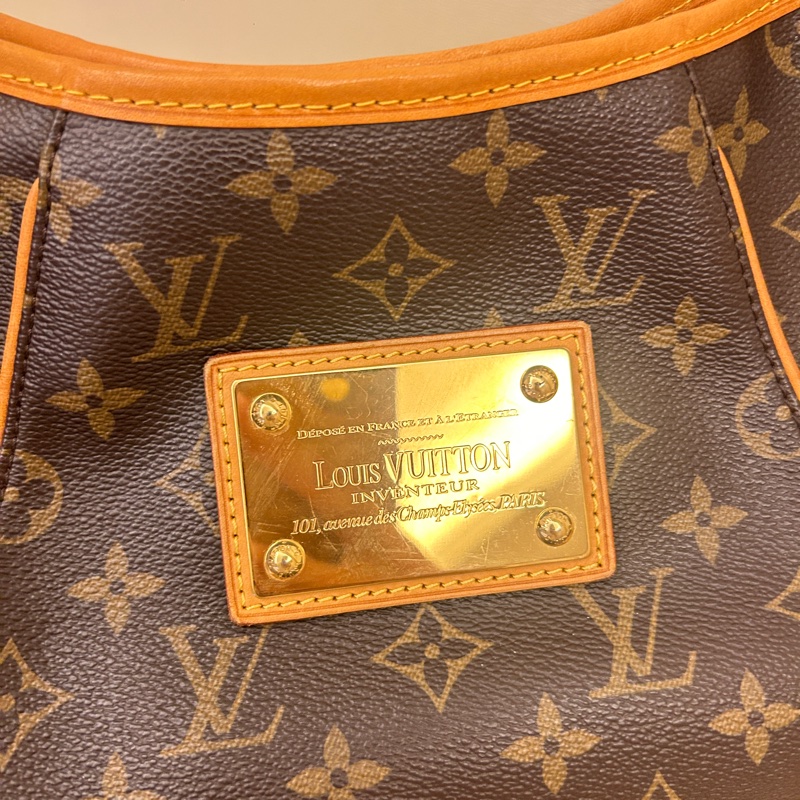 DÉPOSÉ EN FRANCE ET À L'ÉTRANGER
LOUIS VUITTON
INVENTEUR
101, avenue des Champs-Elysées, PARIS